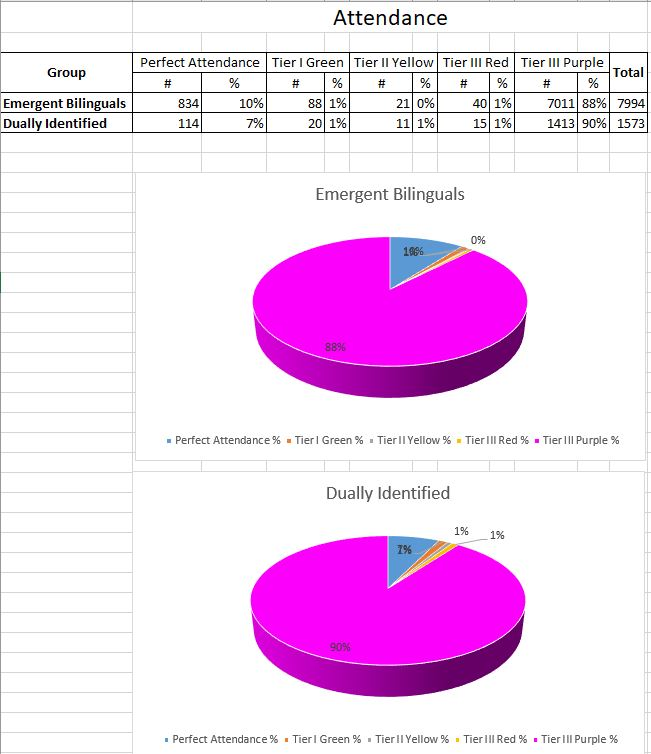 Attendance
Group Perfect Attendance Tier I Green Tier II Yellow Tier III Red Tier III Purple Total
# % # % # % # % # %
Emergent Bilinguals 834 10% 88 1% 21 0% 40 1% 7011 88% 7994
Dually Identified 114 7% 20 1% 11 1% 15 1% 1413 90% 1573
Emergent Bilinguals
0%
88%
Perfect Attendance % Tier I Green % Tier II Yellow % Tier III Red % Tier III Purple %
Dually Identified
1% 1%
7%
90%
Perfect Attendance % Tier I Green % Tier II Yellow % Tier III Red % Tier III Purple %